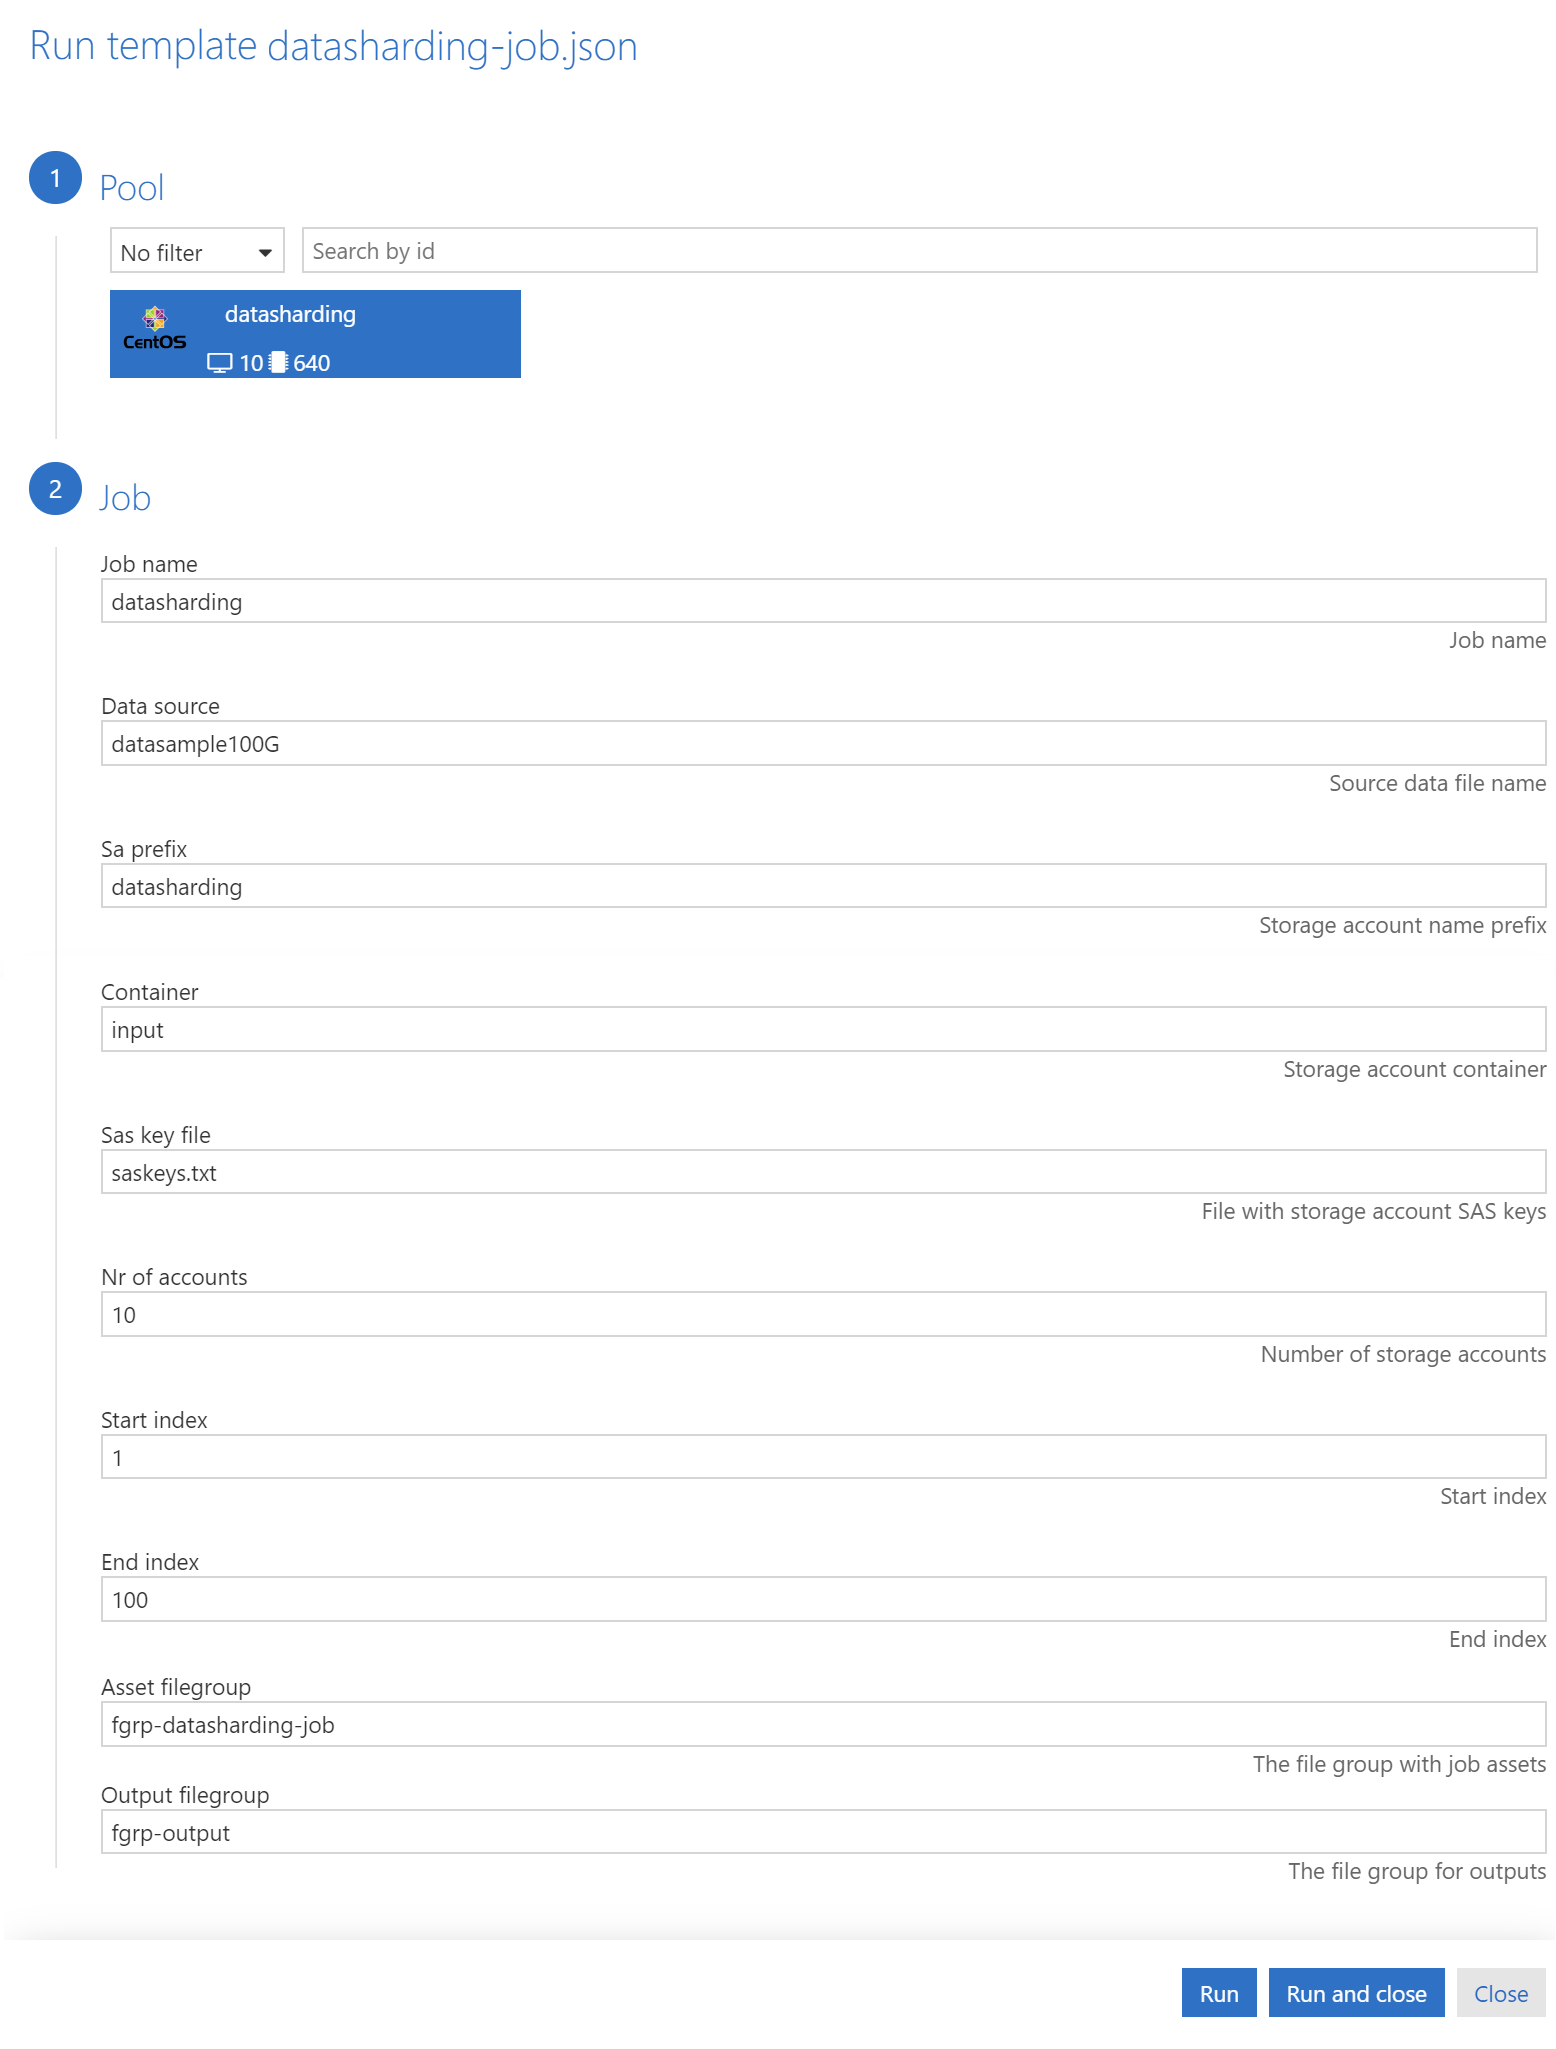 Run template datasharding-job.json
1 Pool
No filter
Search by id
CentOS
datasharding
10 640
2 Job
Job name
datasharding
Job name
Data source
datasample100G
Source data file name
Sa prefix
datasharding
Storage account name prefix
Container
input
Storage account container
Sas key file
saskeys.txt
File with storage account SAS keys
Nr of accounts
10
Number of storage accounts
Start index
1
Start index
End index
100
End index
Asset filegroup
fgrp-datasharding-job
The file group with job assets
Output filegroup
fgrp-output
The file group for outputs
Run Run and close Close